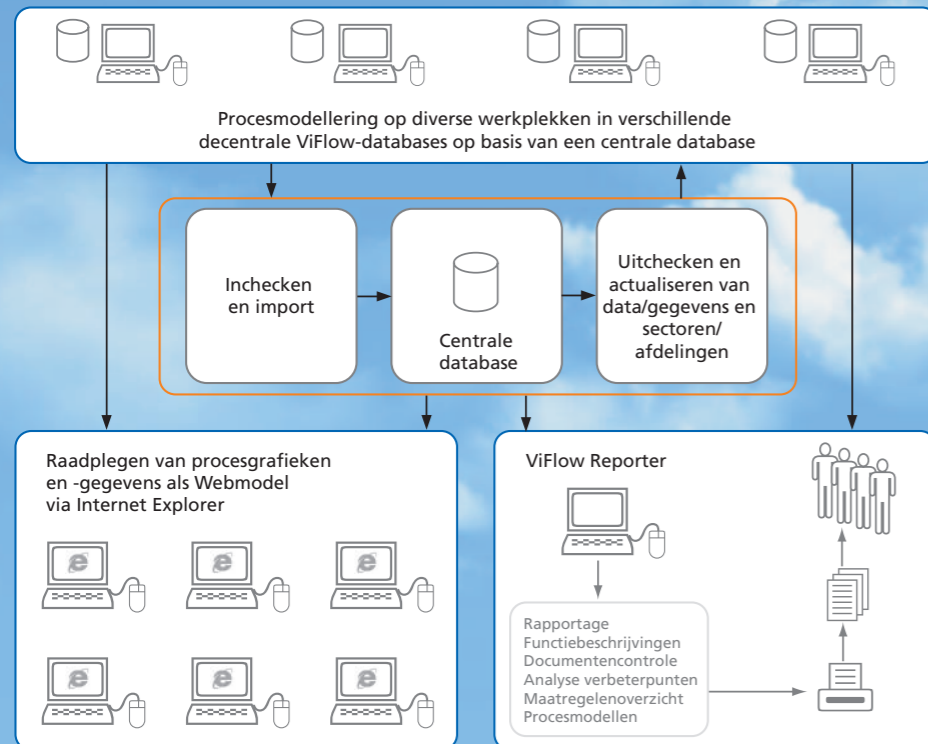 Procesmodellering op diverse werkplekken in verschillende
decentrale ViFlow-databases op basis van een centrale database
Inchecken
en import
Centrale
database
Uitchecken en
actualiseren van
data/gegevens en
sectoren/
afdelingen
Raadplegen van procesgrafieken
en -gegevens als Webmodel
via Internet Explorer
ViFlow Reporter
Rapportage
Functiebeschrijvingen
Documentencontrole
Analyse verbeterpunten
Maatregelenoverzicht
Procesmodellen